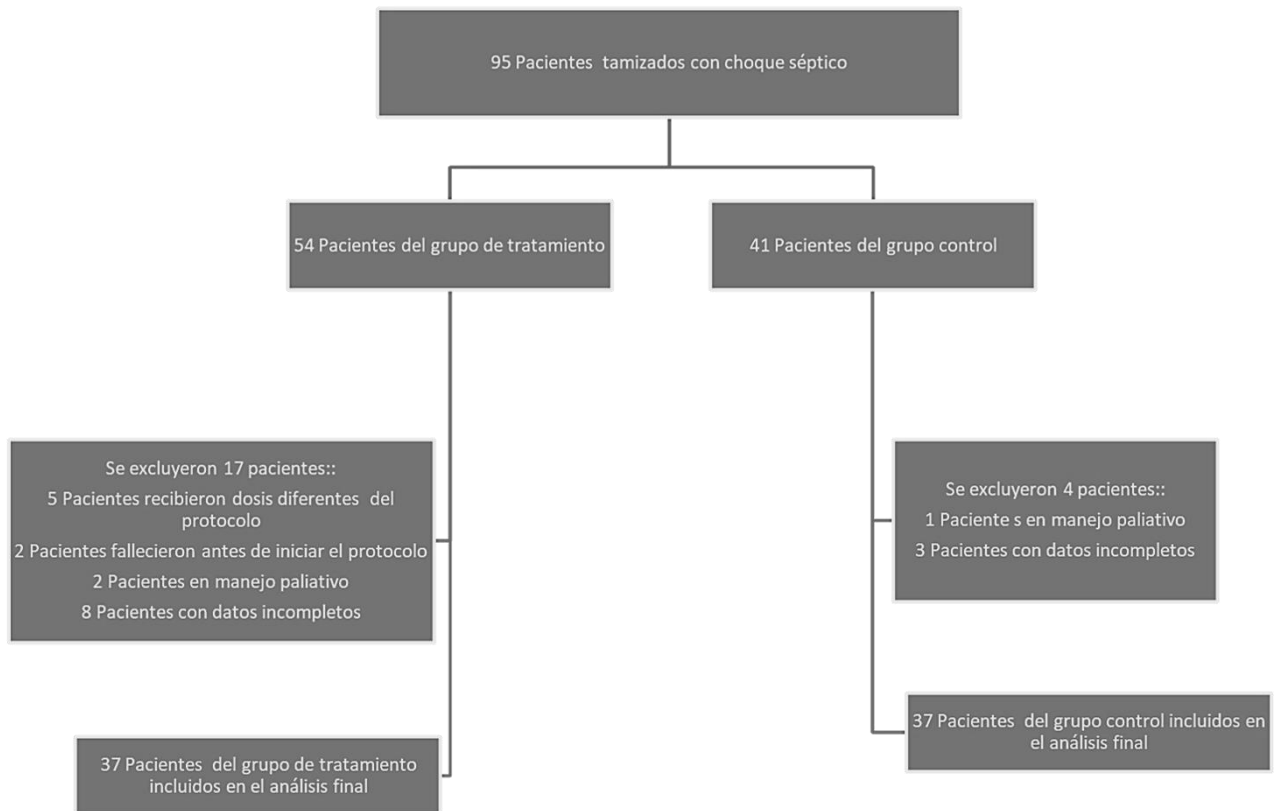 95 Pacientes tamizados con choque séptico
54 Pacientes del grupo de tratamiento
41 Pacientes del grupo control
Se excluyeron 17 pacientes::
5 Pacientes recibieron dosis diferentes del
protocolo
2 Pacientes fallecieron antes de iniciar el protocolo
2 Pacientes en manejo paliativo
8 Pacientes con datos incompletos
Se excluyeron 4 pacientes::
1 Paciente s en manejo paliativo
3 Pacientes con datos incompletos
37 Pacientes del grupo de tratamiento
incluidos en el análisis final
37 Pacientes del grupo control incluidos en
el análisis final